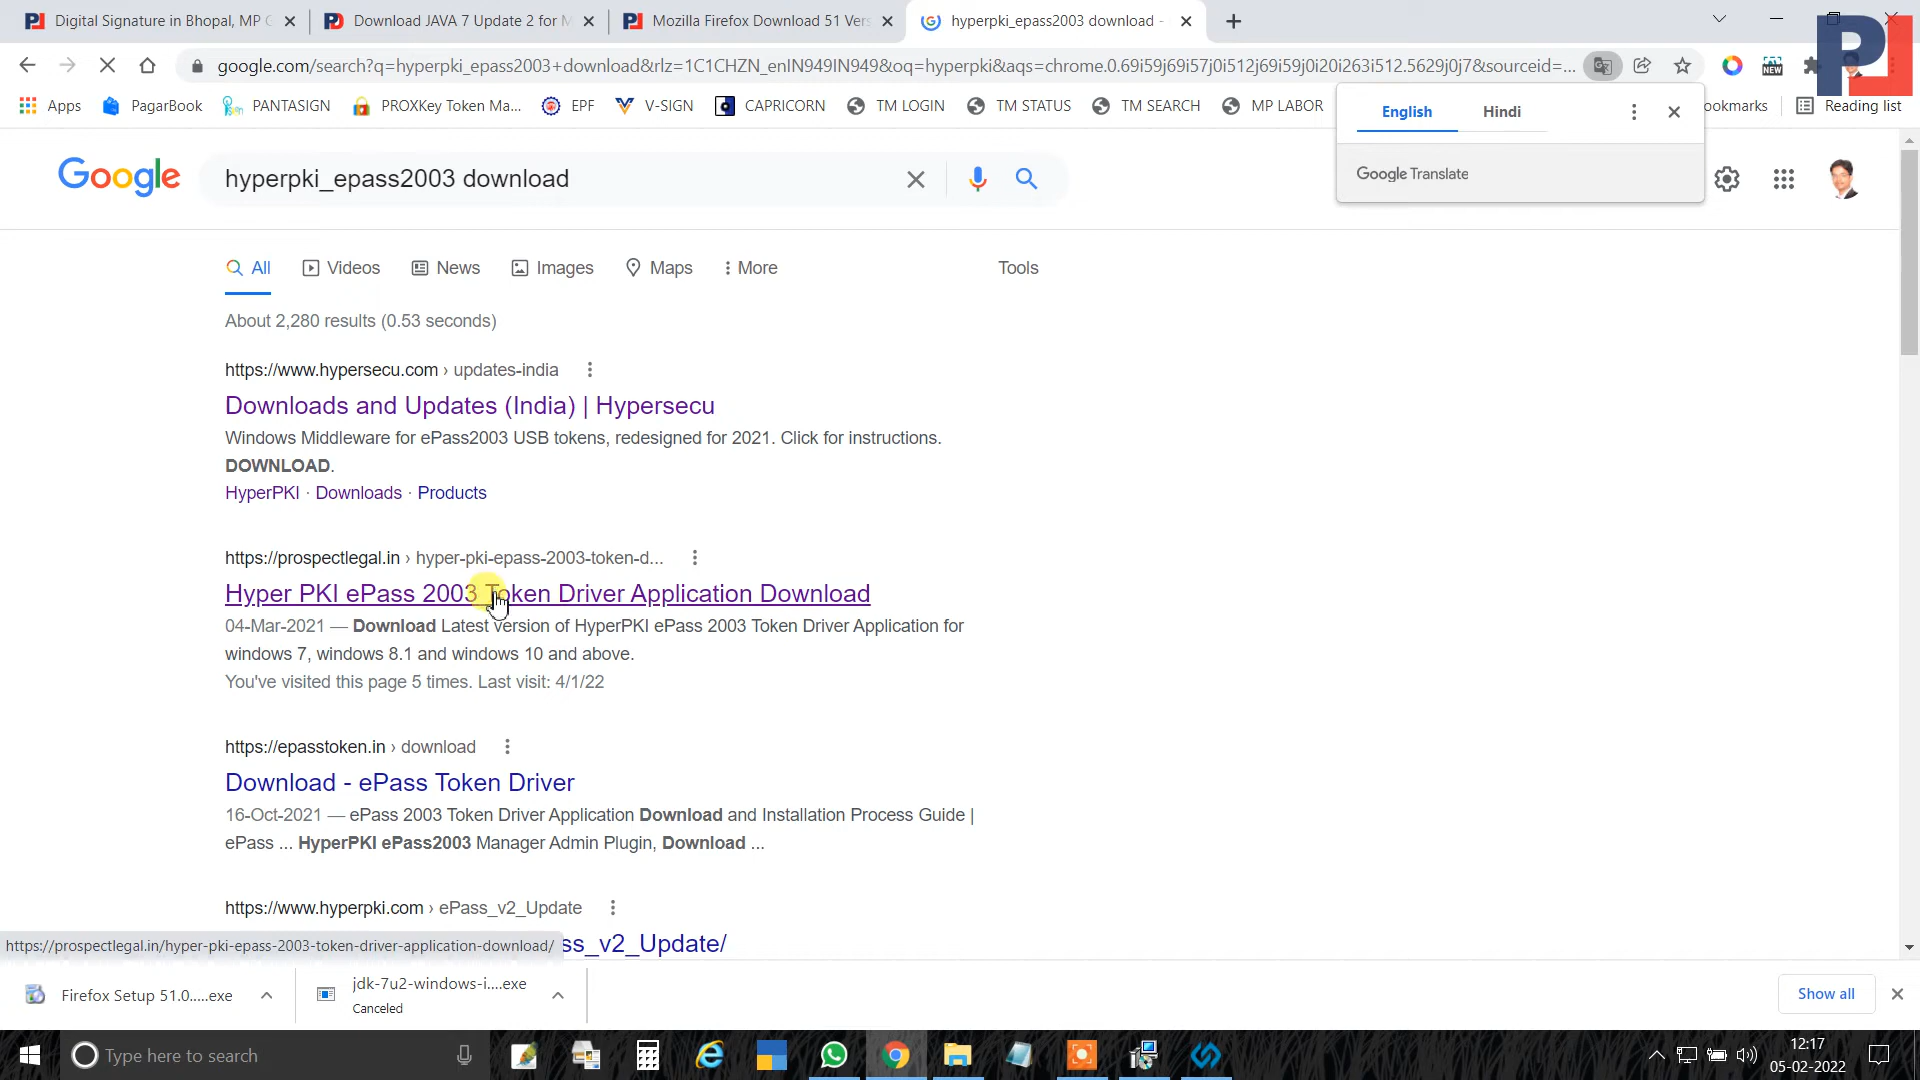 Digital Signature in Bhopal, MP
Download JAVA 7 Update 2 for
Mozilla Firefox Download 51 Vers
hyperpki_epass2003 download -
google.com/search?q=hyperpki_epass2003+download&rlz=1C1CHZN_enIN949IN949&oq=hyperpki&aqs=chrome.0.69i59j69i57j0i512j69i59j0i20i263i512.5629j0j7&sourceid=...
Apps
PagarBook
PANTASIGN
PROXKey Token Ma...
EPF
V-SIGN
CAPRICORN
TM LOGIN
TM STATUS
TM SEARCH
MP LABOR
ookmarks
Reading list
English
Hindi
Google Translate
Google
hyperpki_epass2003 download
All
Videos
News
Images
Maps
More
Tools
About 2,280 results (0.53 seconds)
https://www.hypersecu.com › updates-india
Downloads and Updates (India) | Hypersecu
Windows Middleware for ePass2003 USB tokens, redesigned for 2021. Click for instructions.
DOWNLOAD.
HyperPKI · Downloads · Products
https://prospectlegal.in › hyper-pki-epass-2003-token-d...
Hyper PKI ePass 2003 Token Driver Application Download
04-Mar-2021 — Download Latest version of HyperPKI ePass 2003 Token Driver Application for
windows 7, windows 8.1 and windows 10 and above.
You've visited this page 5 times. Last visit: 4/1/22
https://epasstoken.in › download
Download - ePass Token Driver
16-Oct-2021 — ePass 2003 Token Driver Application Download and Installation Process Guide |
ePass ... HyperPKI ePass2003 Manager Admin Plugin, Download ...
https://www.hyperpki.com › ePass_v2_Update
ss_v2_Update/
https://prospectlegal.in/hyper-pki-epass-2003-token-driver-application-download/
Firefox Setup 51.0.....exe
jdk-7u2-windows-i....exe
Canceled
Show all
Type here to search
12:17
05-02-2022